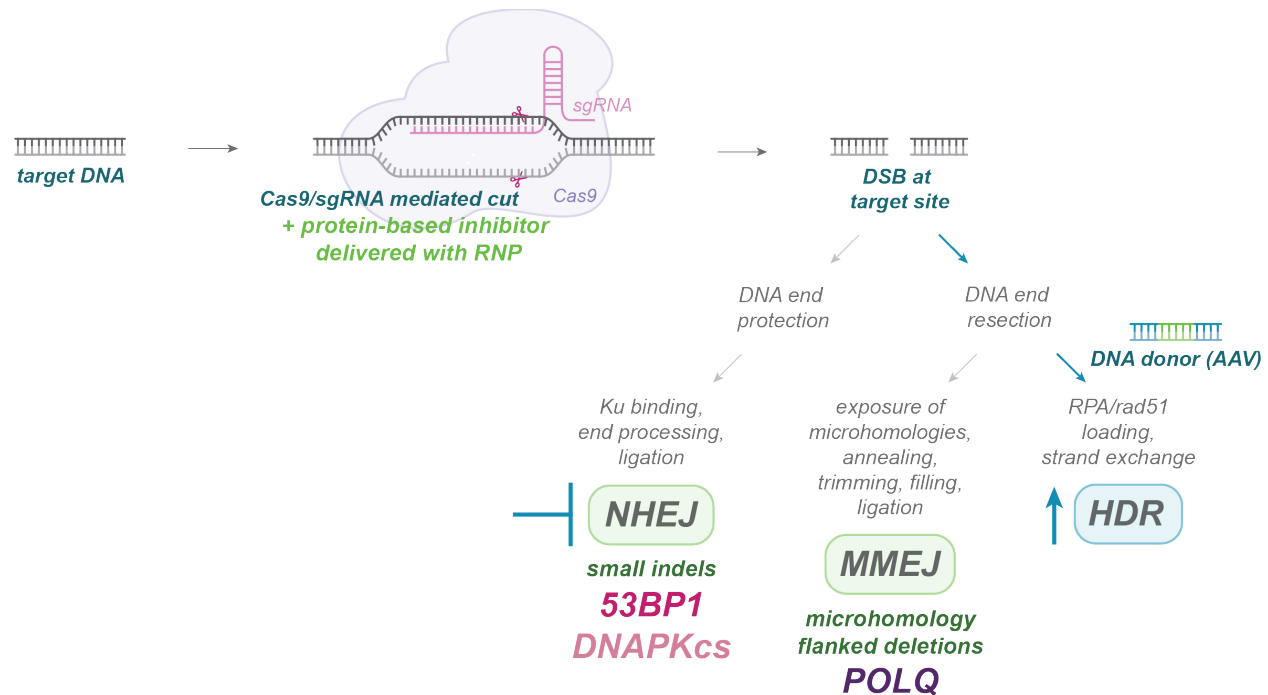 sgRNA
target DNA
Cas9/sgRNA mediated cut
Cas9
+ protein-based inhibitor
delivered with RNP
DSB at
target site
DNA end
protection
DNA end
resection
DNA donor (AAV)
Ku binding,
end processing,
ligation
NHEJ
small indels
53BP1
DNAPKcs
exposure of
microhomologies,
annealing,
trimming, filling,
ligation
MMEJ
microhomology
flanked deletions
POLQ
RPA/rad51
loading,
strand exchange
HDR